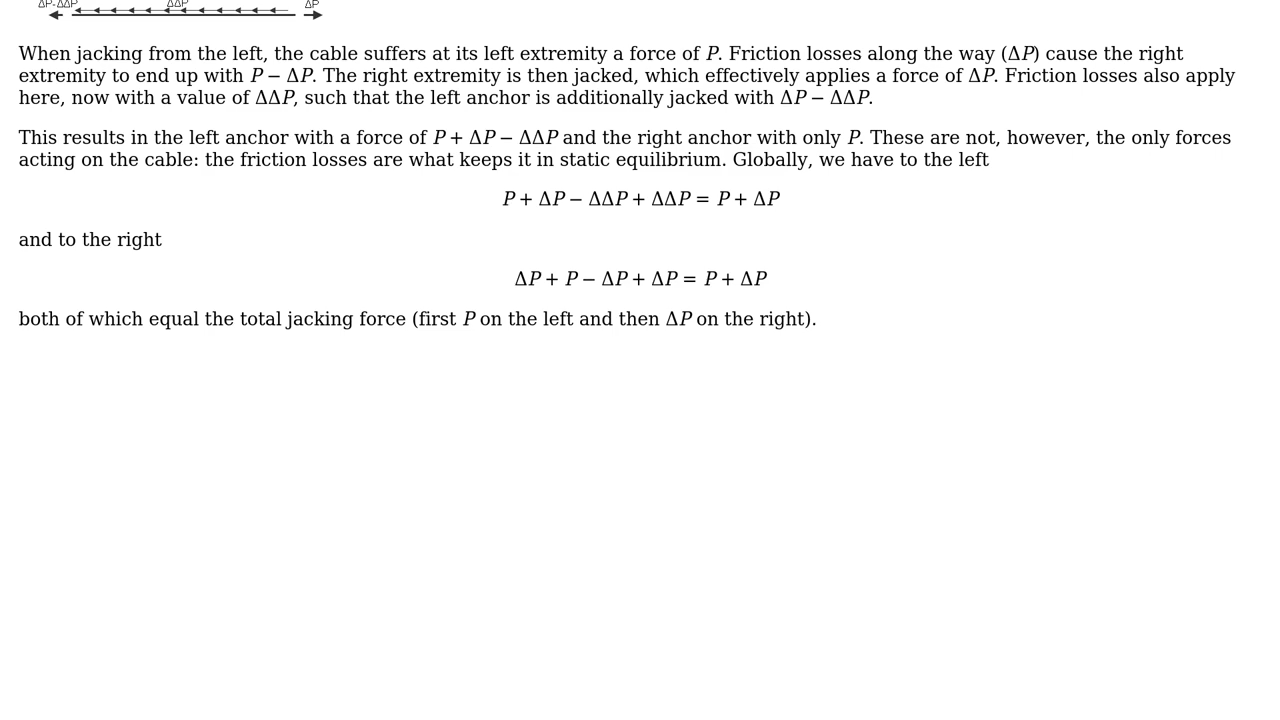 ΔP-ΔΔP ΔΔP ΔP
When jacking from the left, the cable suffers at its left extremity a force of P. Friction losses along the way (ΔP) cause the right
extremity to end up with P − ΔP. The right extremity is then jacked, which effectively applies a force of ΔP. Friction losses also apply
here, now with a value of ΔΔP, such that the left anchor is additionally jacked with ΔP − ΔΔP.
This results in the left anchor with a force of P + ΔP − ΔΔP and the right anchor with only P. These are not, however, the only forces
acting on the cable: the friction losses are what keeps it in static equilibrium. Globally, we have to the left
P + ΔP − ΔΔP + ΔΔP = P + ΔP
and to the right
ΔP + P − ΔP + ΔP = P + ΔP
both of which equal the total jacking force (first P on the left and then ΔP on the right).